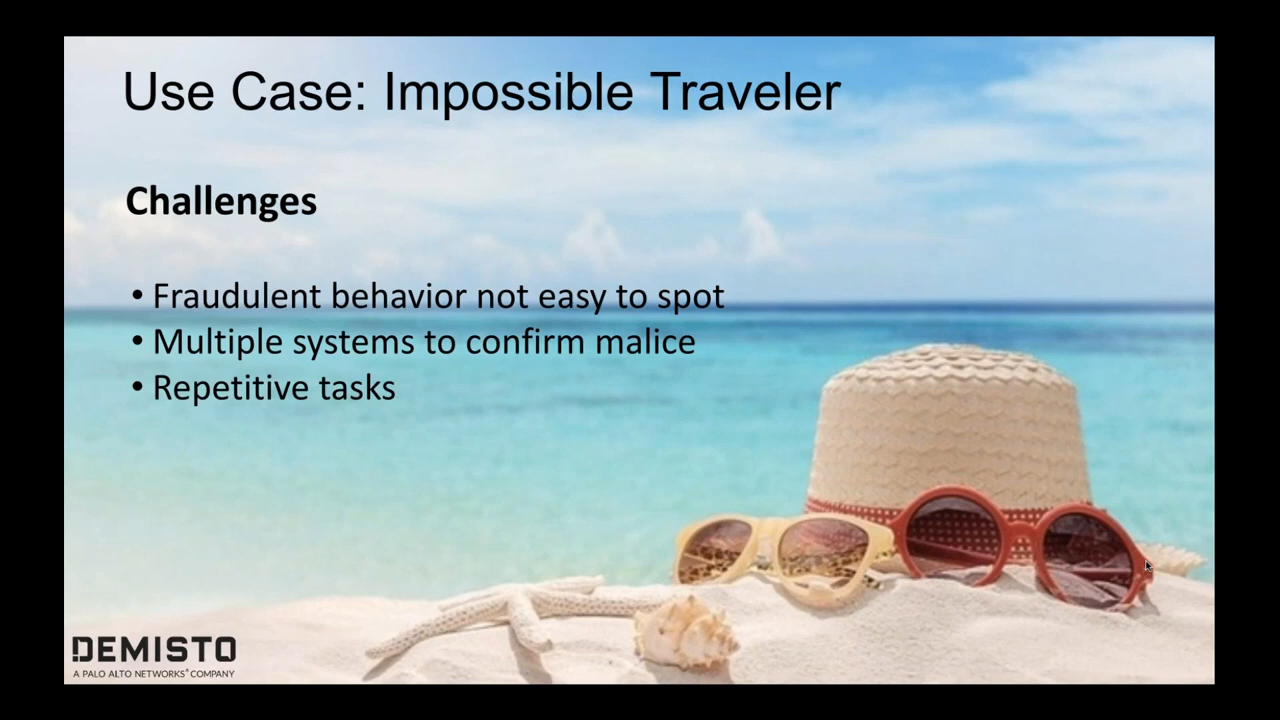 Use Case: Impossible Traveler
Challenges
• Fraudulent behavior not easy to spot
• Multiple systems to confirm malice
• Repetitive tasks
DEMISTO
A PALO ALTO NETWORKS® COMPANY